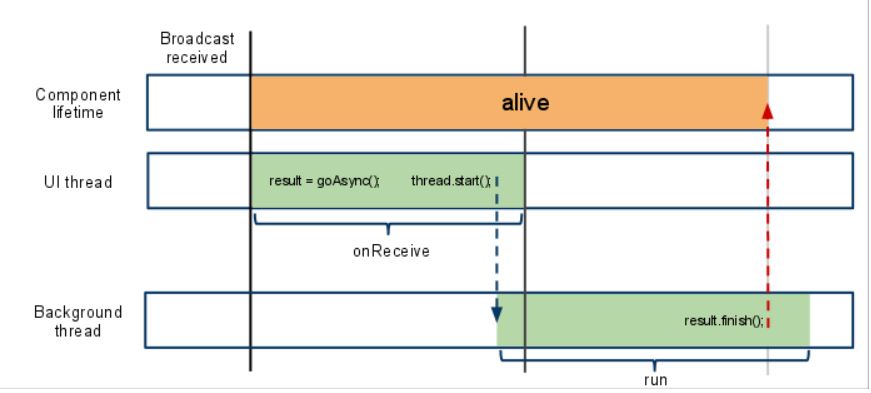 Broadcast
received
Component
lifetime
alive
UI thread
result = goAsync();
thread.start();
onReceive
Background
thread
result.finish();
run